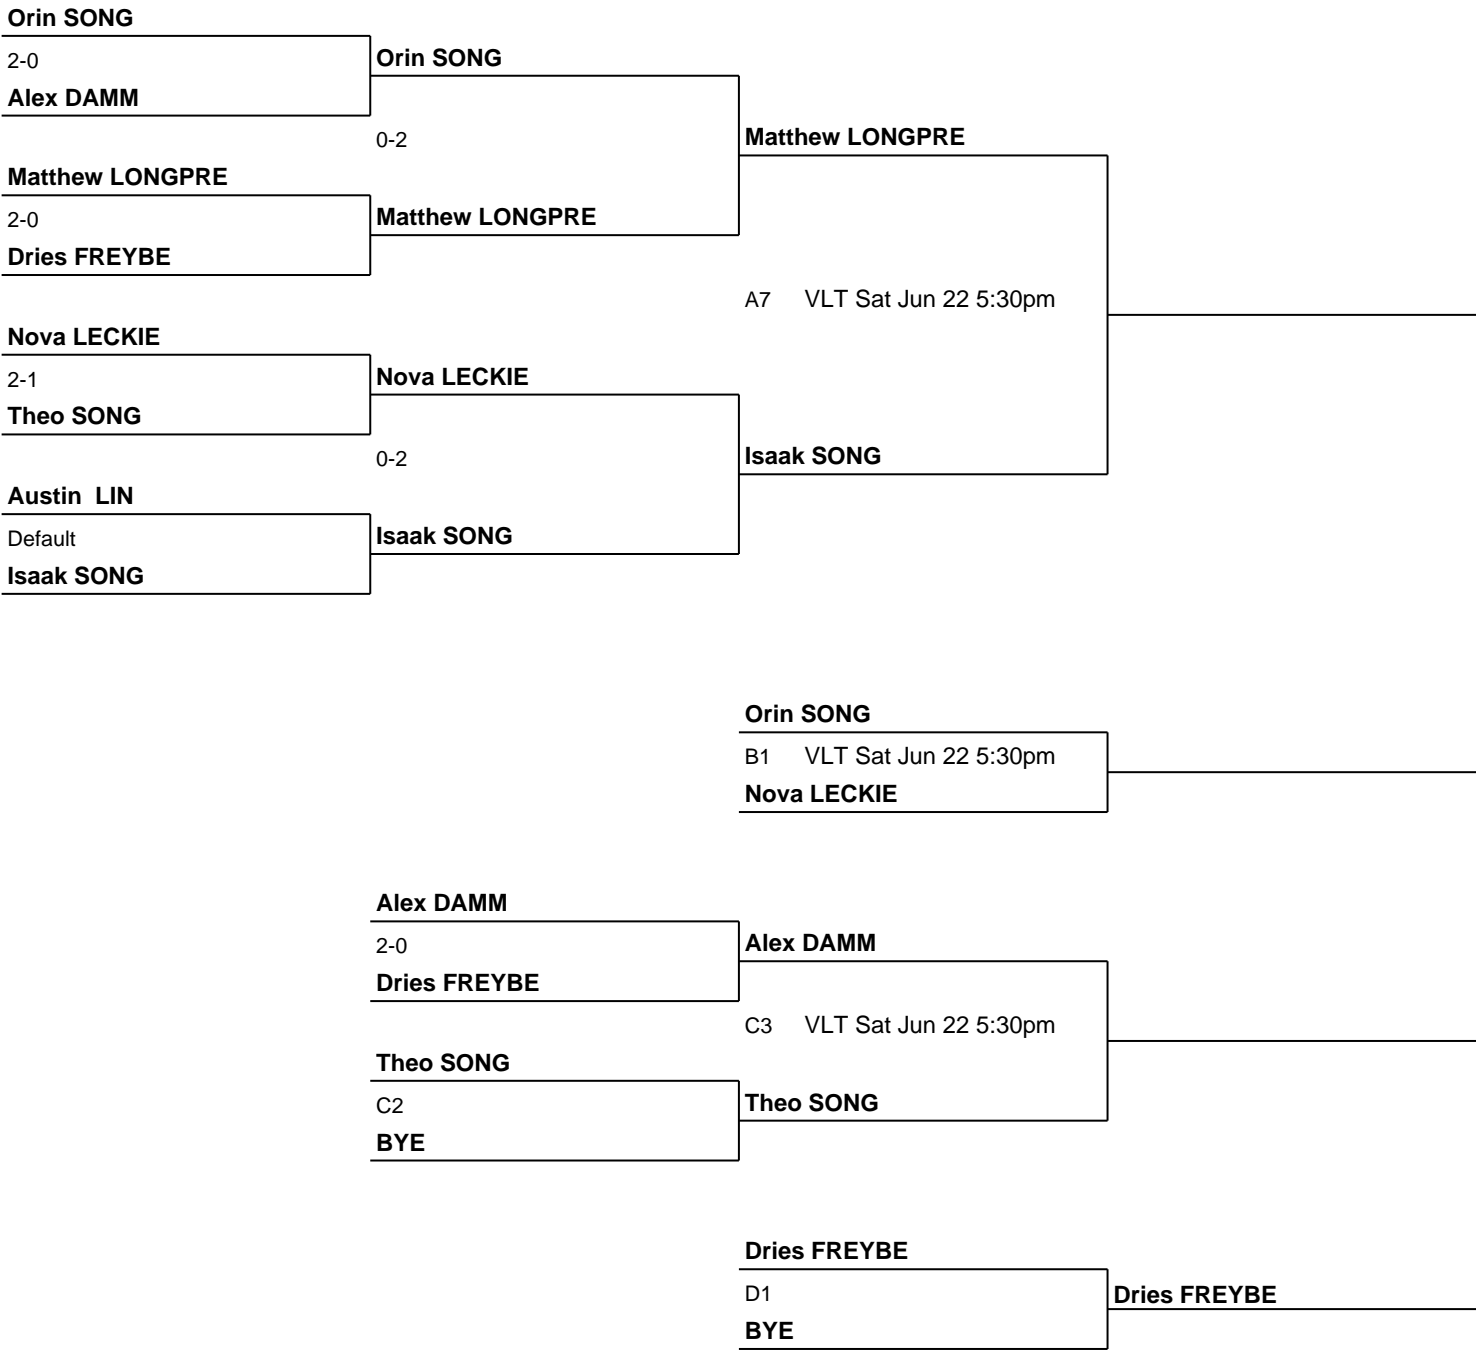 Orin SONG
2-0
Orin SONG
Alex DAMM
0-2
Matthew LONGPRE
Matthew LONGPRE
2-0
Matthew LONGPRE
Dries FREYBE
A7 VLT Sat Jun 22 5:30pm
Nova LECKIE
2-1
Nova LECKIE
Theo SONG
0-2
Isaak SONG
Austin  LIN
Default
Isaak SONG
Isaak SONG
Orin SONG
B1 VLT Sat Jun 22 5:30pm
Nova LECKIE
Alex DAMM
2-0
Alex DAMM
Dries FREYBE
C3 VLT Sat Jun 22 5:30pm
Theo SONG
C2
Theo SONG
BYE
Dries FREYBE
D1
Dries FREYBE
BYE